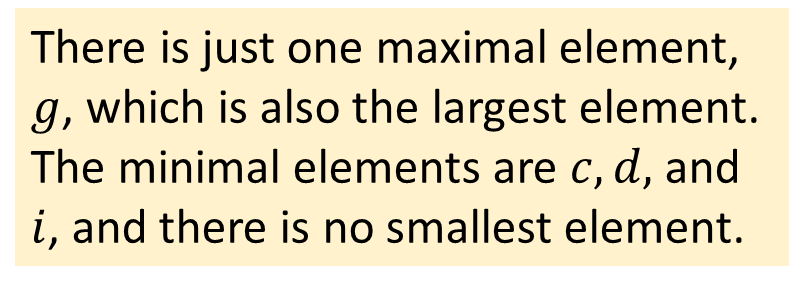 There is just one maximal element,
g, which is also the largest element.
The minimal elements are c, d, and
i, and there is no smallest element.